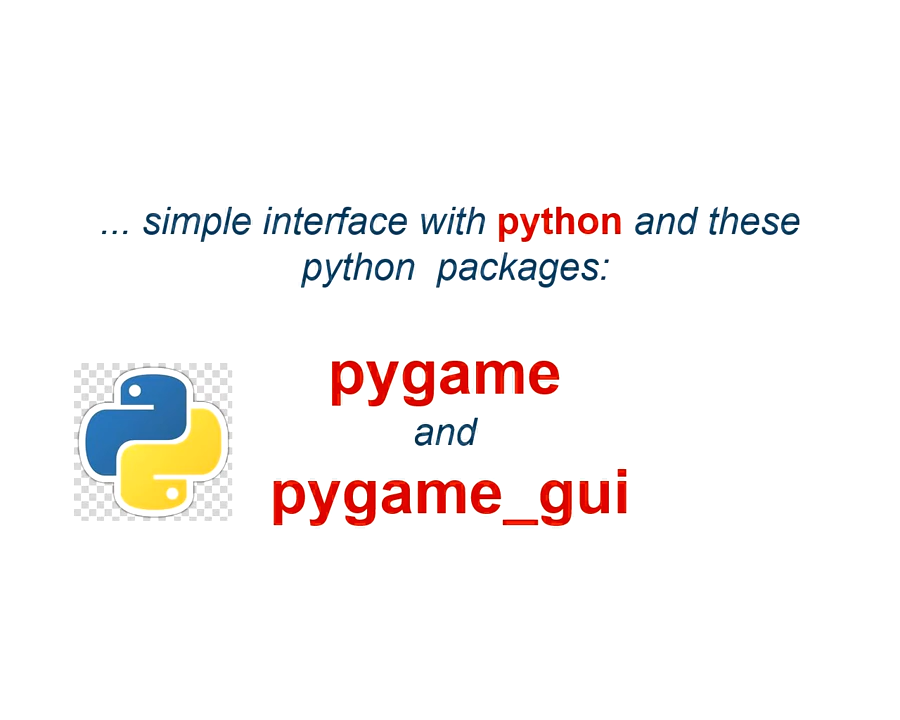 ... simple interface with python and these
python  packages:
pygame
and
pygame_gui